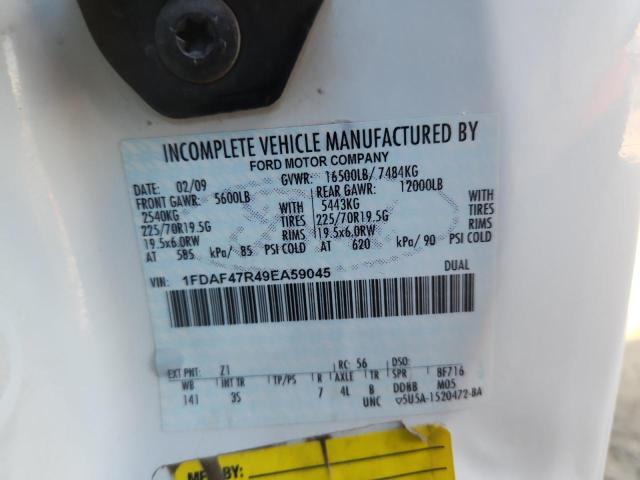 INCOMPLETE VEHICLE MANUFACTURED BY
FORD MOTOR COMPANY
DATE: 02/09 GVWR: 16500LB/ 7484KG
FRONT GAWR: 5600LB REAR GAWR: 12000LB
2540KG WITH 5443KG WITH
225/70R19.5G TIRES 225/70R19.5G TIRES
19.5x6.0RW RIMS 19.5x6.0RW RIMS
AT 585 kPa/ 85 PSI COLD AT 620 kPa/ 90 PSI COLD
VIN: 1FDAF47R49EA59045 DUAL
EXT PNT: Z1 RC: 56 DSO:
WB INT TR TP/PS R AXLE TR SPR BF716
141 3S 7 4L B DDBB M05
UNC ▽5U5A-1520472-BA
MFD BY: